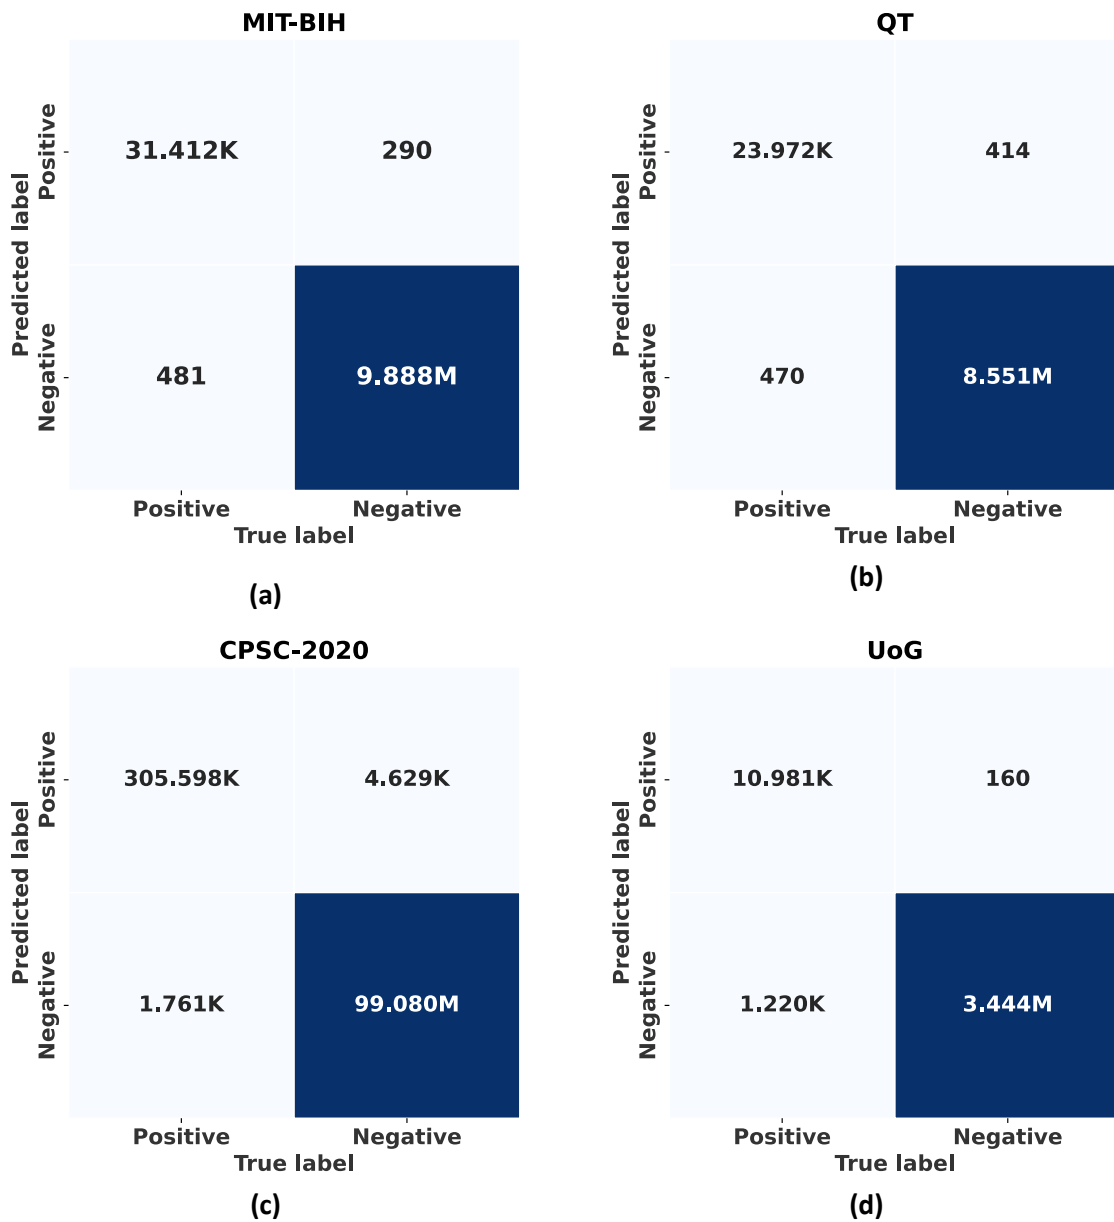 MIT-BIH
Predicted label
Positive
31.412K 290
Negative
481 9.888M
Positive Negative
True label
(a)
QT
Predicted label
Positive
23.972K 414
Negative
470 8.551M
Positive Negative
True label
(b)
CPSC-2020
Predicted label
Positive
305.598K 4.629K
Negative
1.761K 99.080M
Positive Negative
True label
(c)
UoG
Predicted label
Positive
10.981K 160
Negative
1.220K 3.444M
Positive Negative
True label
(d)